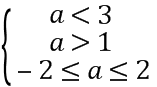 a < 3
a > 1
– 2 ≤ a ≤ 2